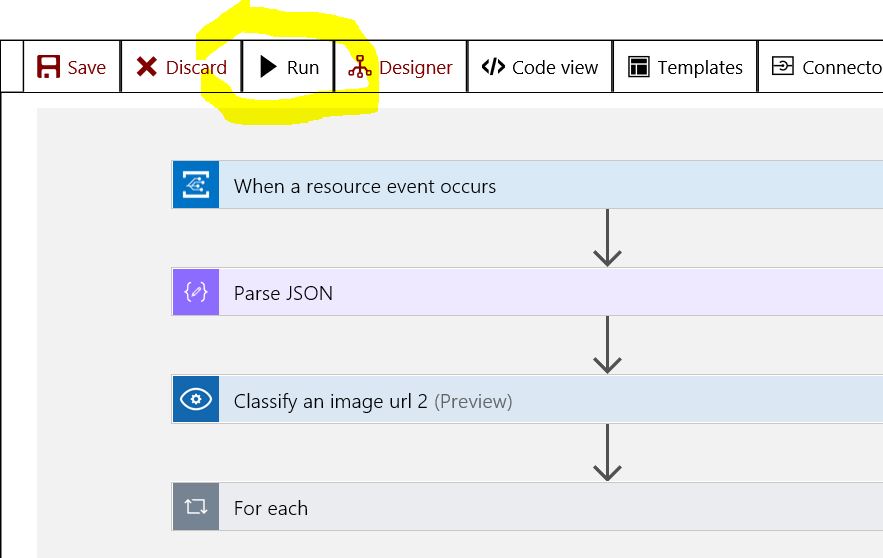 Save Discard Run Designer Code view Templates Connecto
When a resource event occurs
Parse JSON
Classify an image url 2 (Preview)
For each